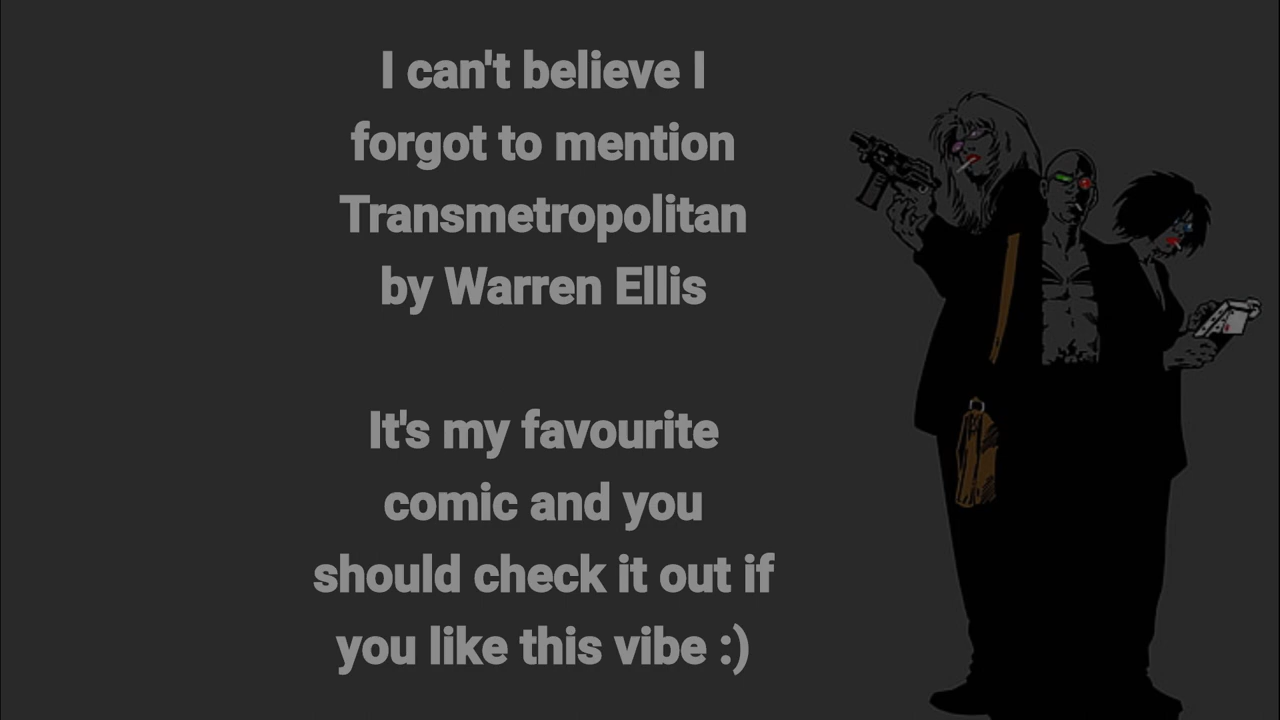 I can't believe I
forgot to mention
Transmetropolitan
by Warren Ellis
It's my favourite
comic and you
should check it out if
you like this vibe :)